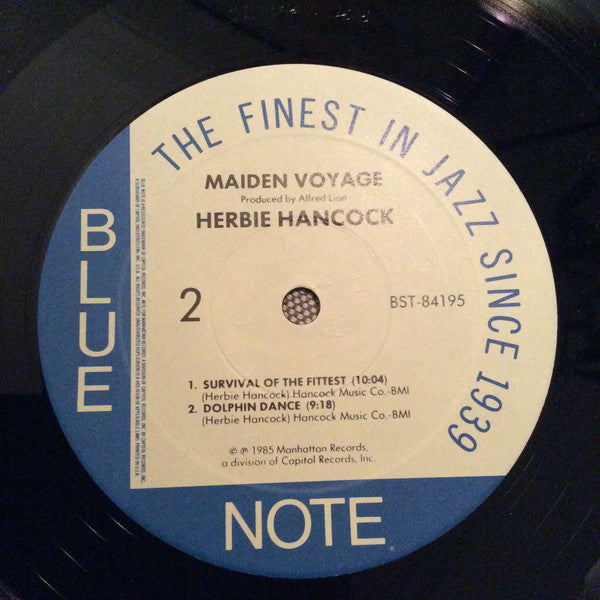 THE FINEST IN JAZZ SINCE 1939
MAIDEN VOYAGE
Produced by Alfred Lion
HERBIE HANCOCK
BLUE
2
BST-84195
1. SURVIVAL OF THE FITTEST (10:04)
(Herbie Hancock) Hancock Music Co.-BMI
2. DOLPHIN DANCE (9:18)
(Herbie Hancock) Hancock Music Co.-BMI
© ℗ 1985 Manhattan Records,
a division of Capitol Records, Inc.
NOTE